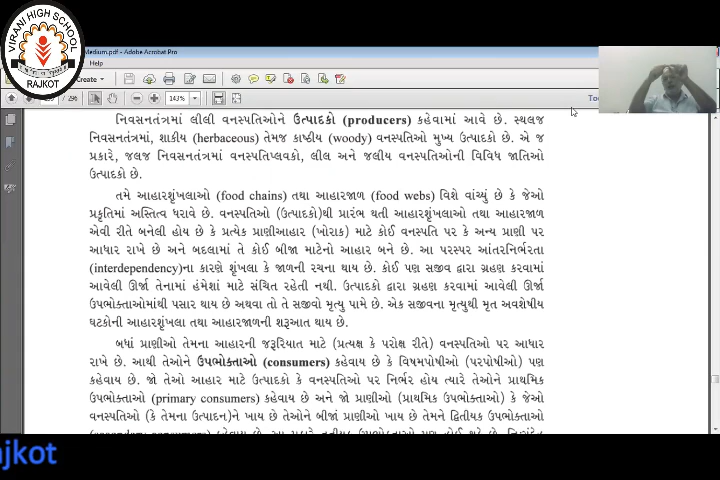 VIRANI HIGH SCHOOL
RAJKOT
Medium.pdf - Adobe Acrobat Pro
Help
Create
296
143%
નિવસનતંત્રમાં લીલી વનસ્પતિઓને ઉત્પાદકો (producers) કહેવામાં આવે છે. સ્થલજ
નિવસનતંત્રમાં, શાકીય (herbaceous) તેમજ કાષ્ઠીય (woody) વનસ્પતિઓ મુખ્ય ઉત્પાદકો છે. એ જ
પ્રકારે, જલજ નિવસનતંત્રમાં વનસ્પતિપ્લવકો, લીલ અને જલીય વનસ્પતિઓની વિવિધ જાતિઓ
ઉત્પાદકો છે.
તમે આહારશૃંખલાઓ (food chains) તથા આહારજાળ (food webs) વિશે વાંચ્યું છે કે જેઓ
પ્રકૃતિમાં અસ્તિત્વ ધરાવે છે. વનસ્પતિઓ (ઉત્પાદકો)થી પ્રારંભ થતી આહારશૃંખલાઓ તથા આહારજાળ
એવી રીતે બનેલી હોય છે કે પ્રત્યેક પ્રાણીઆહાર (ખોરાક) માટે કોઈ વનસ્પતિ પર કે અન્ય પ્રાણી પર
આધાર રાખે છે અને બદલામાં તે કોઈ બીજા માટેનો આહાર બને છે. આ પરસ્પર આંતરનિર્ભરતા
(interdependency)ના કારણે શૃંખલા કે જાળની રચના થાય છે. કોઈ પણ સજીવ દ્વારા ગ્રહણ કરવામાં
આવેલી ઊર્જા તેનામાં હંમેશાં માટે સંચિત રહેતી નથી. ઉત્પાદકો દ્વારા ગ્રહણ કરવામાં આવેલી ઊર્જા
ઉપભોક્તાઓમાંથી પસાર થાય છે અથવા તો તે સજીવો મૃત્યુ પામે છે. એક સજીવના મૃત્યુથી મૃત અવશેષીય
ઘટકોની આહારશૃંખલા તથા આહારજાળની શરૂઆત થાય છે.
બધાં પ્રાણીઓ તેમના આહારની જરૂરિયાત માટે (પ્રત્યક્ષ કે પરોક્ષ રીતે) વનસ્પતિઓ પર આધાર
રાખે છે. આથી તેઓને ઉપભોક્તાઓ (consumers) કહેવાય છે કે વિષમપોષીઓ (પરપોષીઓ) પણ
કહેવાય છે. જો તેઓ આહાર માટે ઉત્પાદકો કે વનસ્પતિઓ પર નિર્ભર હોય ત્યારે તેઓને પ્રાથમિક
ઉપભોક્તાઓ (primary consumers) કહેવાય છે અને જો પ્રાણીઓ (પ્રાથમિક ઉપભોક્તાઓ) કે જેઓ
વનસ્પતિઓ (કે તેમના ઉત્પાદન)ને ખાય છે તેઓને બીજાં પ્રાણીઓ ખાય છે તેમને દ્વિતીયક ઉપભોક્તાઓ
ajkot